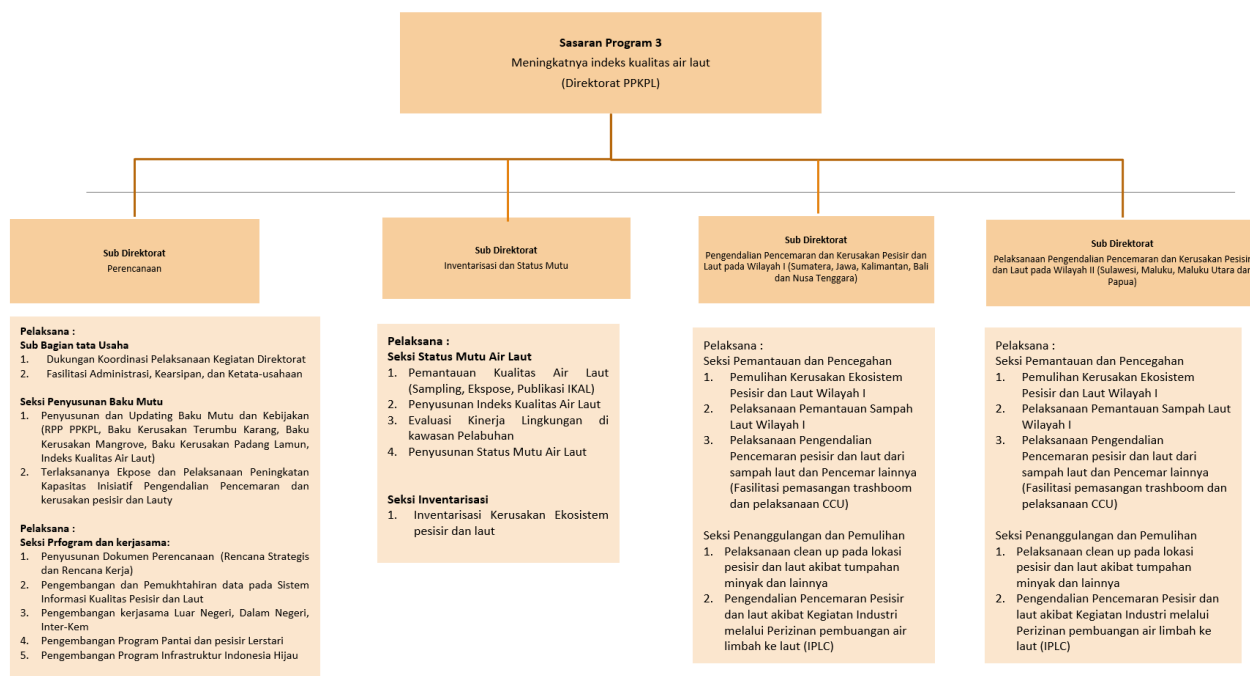 Sasaran Program 3
Meningkatnya indeks kualitas air laut
(Direktorat PPKPL)
Sub Direktorat
Perencanaan
Sub Direktorat
Inventarisasi dan Status Mutu
Sub Direktorat
Pengendalian Pencemaran dan Kerusakan Pesisir dan
Laut pada Wilayah I (Sumatera, Jawa, Kalimantan, Bali
dan Nusa Tenggara)
Sub Direktorat
Pelaksanaan Pengendalian Pencemaran dan Kerusakan Pesisir
dan Laut pada Wilayah II (Sulawesi, Maluku, Maluku Utara dan
Papua)
Pelaksana :
Sub Bagian tata Usaha
1. Dukungan Koordinasi Pelaksanaan Kegiatan Direktorat
2. Fasilitasi Administrasi, Kearsipan, dan Ketata-usahaan
Seksi Penyusunan Baku Mutu
1. Penyusunan dan Updating Baku Mutu dan Kebijakan
(RPP PPKPL, Baku Kerusakan Terumbu Karang, Baku
Kerusakan Mangrove, Baku Kerusakan Padang Lamun,
Indeks Kualitas Air Laut)
2. Terlaksananya Ekpose dan Pelaksanaan Peningkatan
Kapasitas Inisiatif Pengendalian Pencemaran dan
kerusakan pesisir dan Lauty
Pelaksana :
Seksi Prfogram dan kerjasama:
1. Penyusunan Dokumen Perencanaan (Rencana Strategis
dan Rencana Kerja)
2. Pengembangan dan Pemukhtahiran data pada Sistem
Informasi Kualitas Pesisir dan Laut
3. Pengembangan kerjasama Luar Negeri, Dalam Negeri,
Inter-Kem
4. Pengembangan Program Pantai dan pesisir Lerstari
5. Pengembangan Program Infrastruktur Indonesia Hijau
Pelaksana :
Seksi Status Mutu Air Laut
1. Pemantauan Kualitas Air Laut
(Sampling, Ekspose, Publikasi IKAL)
2. Penyusunan Indeks Kualitas Air Laut
3. Evaluasi Kinerja Lingkungan di
kawasan Pelabuhan
4. Penyusunan Status Mutu Air Laut
Seksi Inventarisasi
1. Inventarisasi Kerusakan Ekosistem
pesisir dan laut
Pelaksana :
Seksi Pemantauan dan Pencegahan
1. Pemulihan Kerusakan Ekosistem
Pesisir dan Laut Wilayah I
2. Pelaksanaan Pemantauan Sampah
Laut Wilayah I
3. Pelaksanaan Pengendalian
Pencemaran pesisir dan laut dari
sampah laut dan Pencemar lainnya
(Fasilitasi pemasangan trashboom dan
pelaksanaan CCU)
Seksi Penanggulangan dan Pemulihan
1. Pelaksanaan clean up pada lokasi
pesisir dan laut akibat tumpahan
minyak dan lainnya
2. Pengendalian Pencemaran Pesisir
dan laut akibat Kegiatan Industri
melalui Perizinan pembuangan air
limbah ke laut (IPLC)
Pelaksana :
Seksi Pemantauan dan Pencegahan
1. Pemulihan Kerusakan Ekosistem
Pesisir dan Laut Wilayah I
2. Pelaksanaan Pemantauan Sampah Laut
Wilayah I
3. Pelaksanaan Pengendalian
Pencemaran pesisir dan laut dari
sampah laut dan Pencemar lainnya
(Fasilitasi pemasangan trashboom dan
pelaksanaan CCU)
Seksi Penanggulangan dan Pemulihan
1. Pelaksanaan clean up pada lokasi
pesisir dan laut akibat tumpahan
minyak dan lainnya
2. Pengendalian Pencemaran Pesisir dan
laut akibat Kegiatan Industri melalui
Perizinan pembuangan air limbah ke
laut (IPLC)